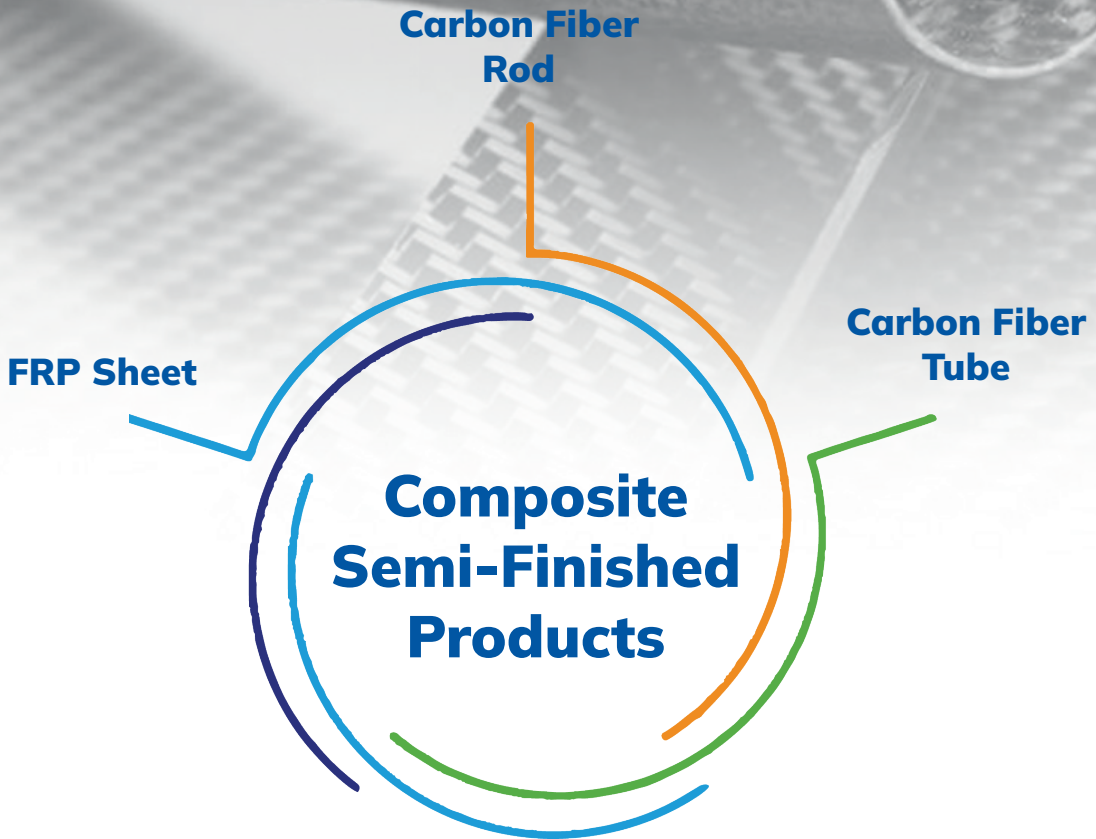 Carbon Fiber
Rod
Carbon Fiber
Tube
FRP Sheet
Composite
Semi-Finished
Products